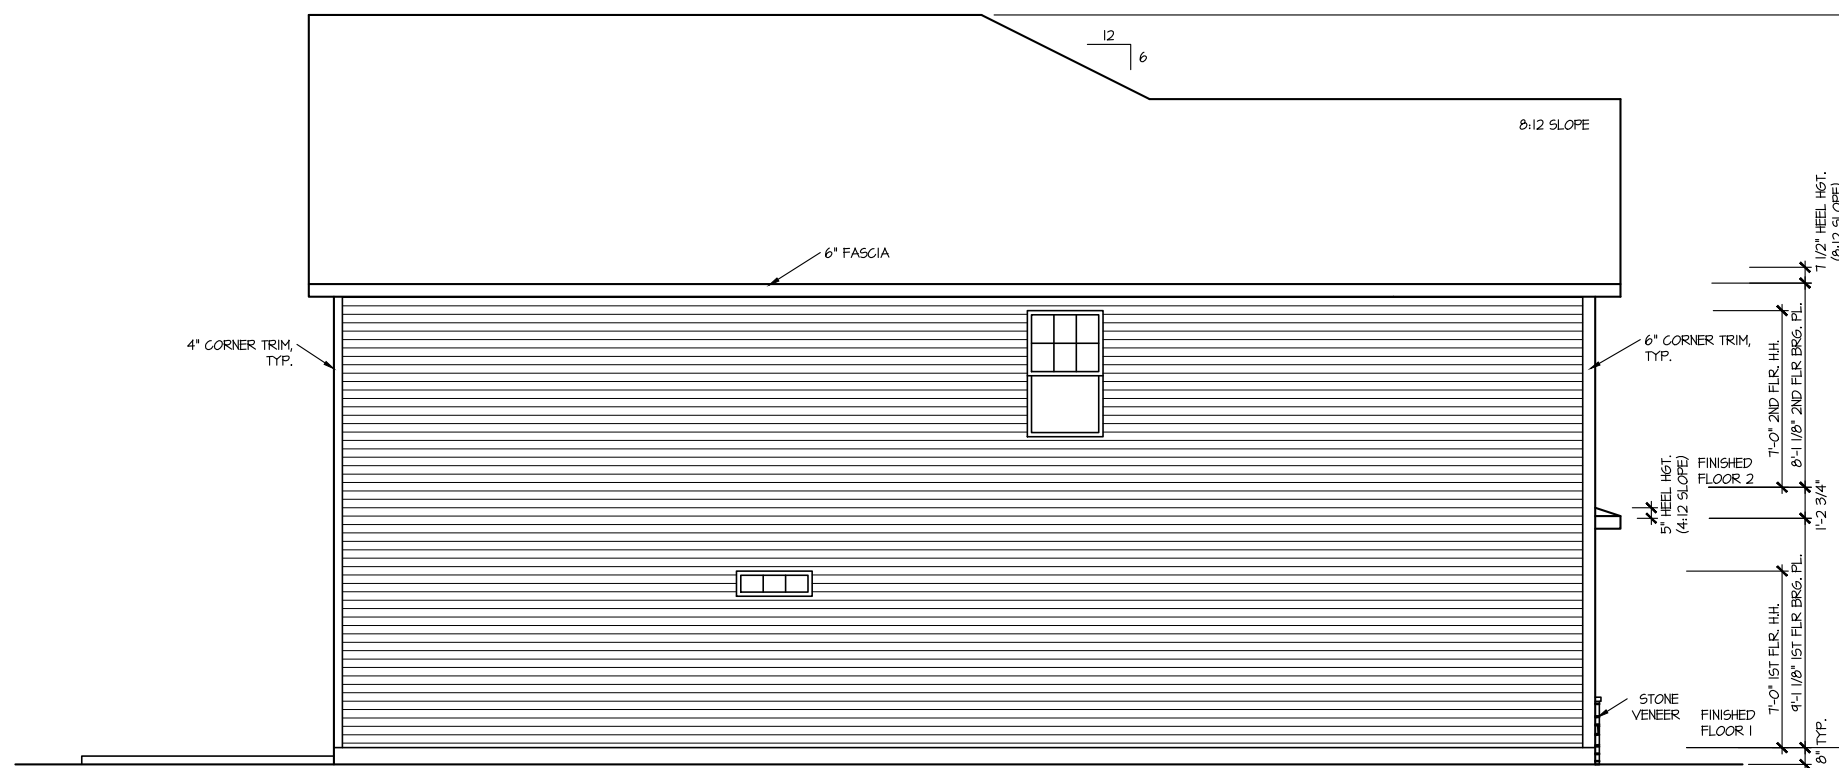 12
6
8:12 SLOPE
7 1/2" HEEL HGT.
(8:12 SLOPE)
6" FASCIA
4" CORNER TRIM,
TYP.
6" CORNER TRIM,
TYP.
7'-0" 2ND FLR. H.H.
8'-1 1/8" 2ND FLR BRG. PL.
FINISHED
FLOOR 2
5" HEEL HGT.
(4:12 SLOPE)
1'-2 3/4"
7'-0" 1ST FLR. H.H.
9'-1 1/8" 1ST FLR BRG. PL.
STONE
VENEER
FINISHED
FLOOR 1
8" TYP.